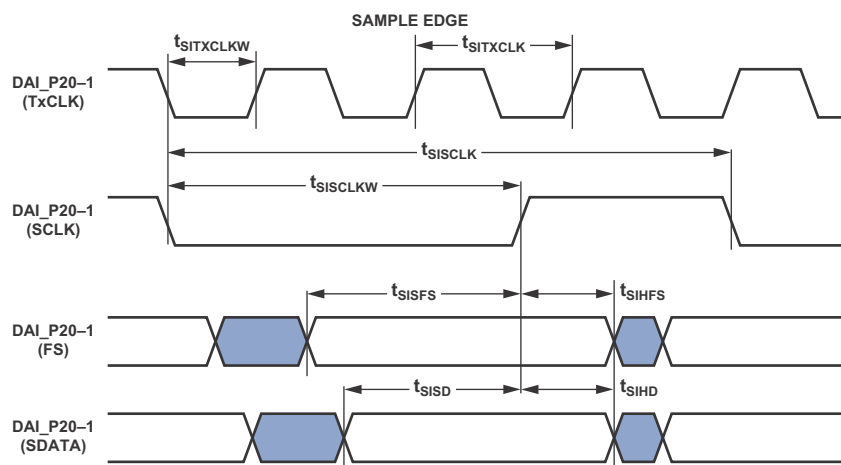 SAMPLE EDGE
tSITXCLKW
tSITXCLK
DAI_P20–1
(TxCLK)
tSISCLK
tSISCLKW
DAI_P20–1
(SCLK)
tSISFS
tSIHFS
DAI_P20–1
(FS)
tSISD
tSIHD
DAI_P20–1
(SDATA)